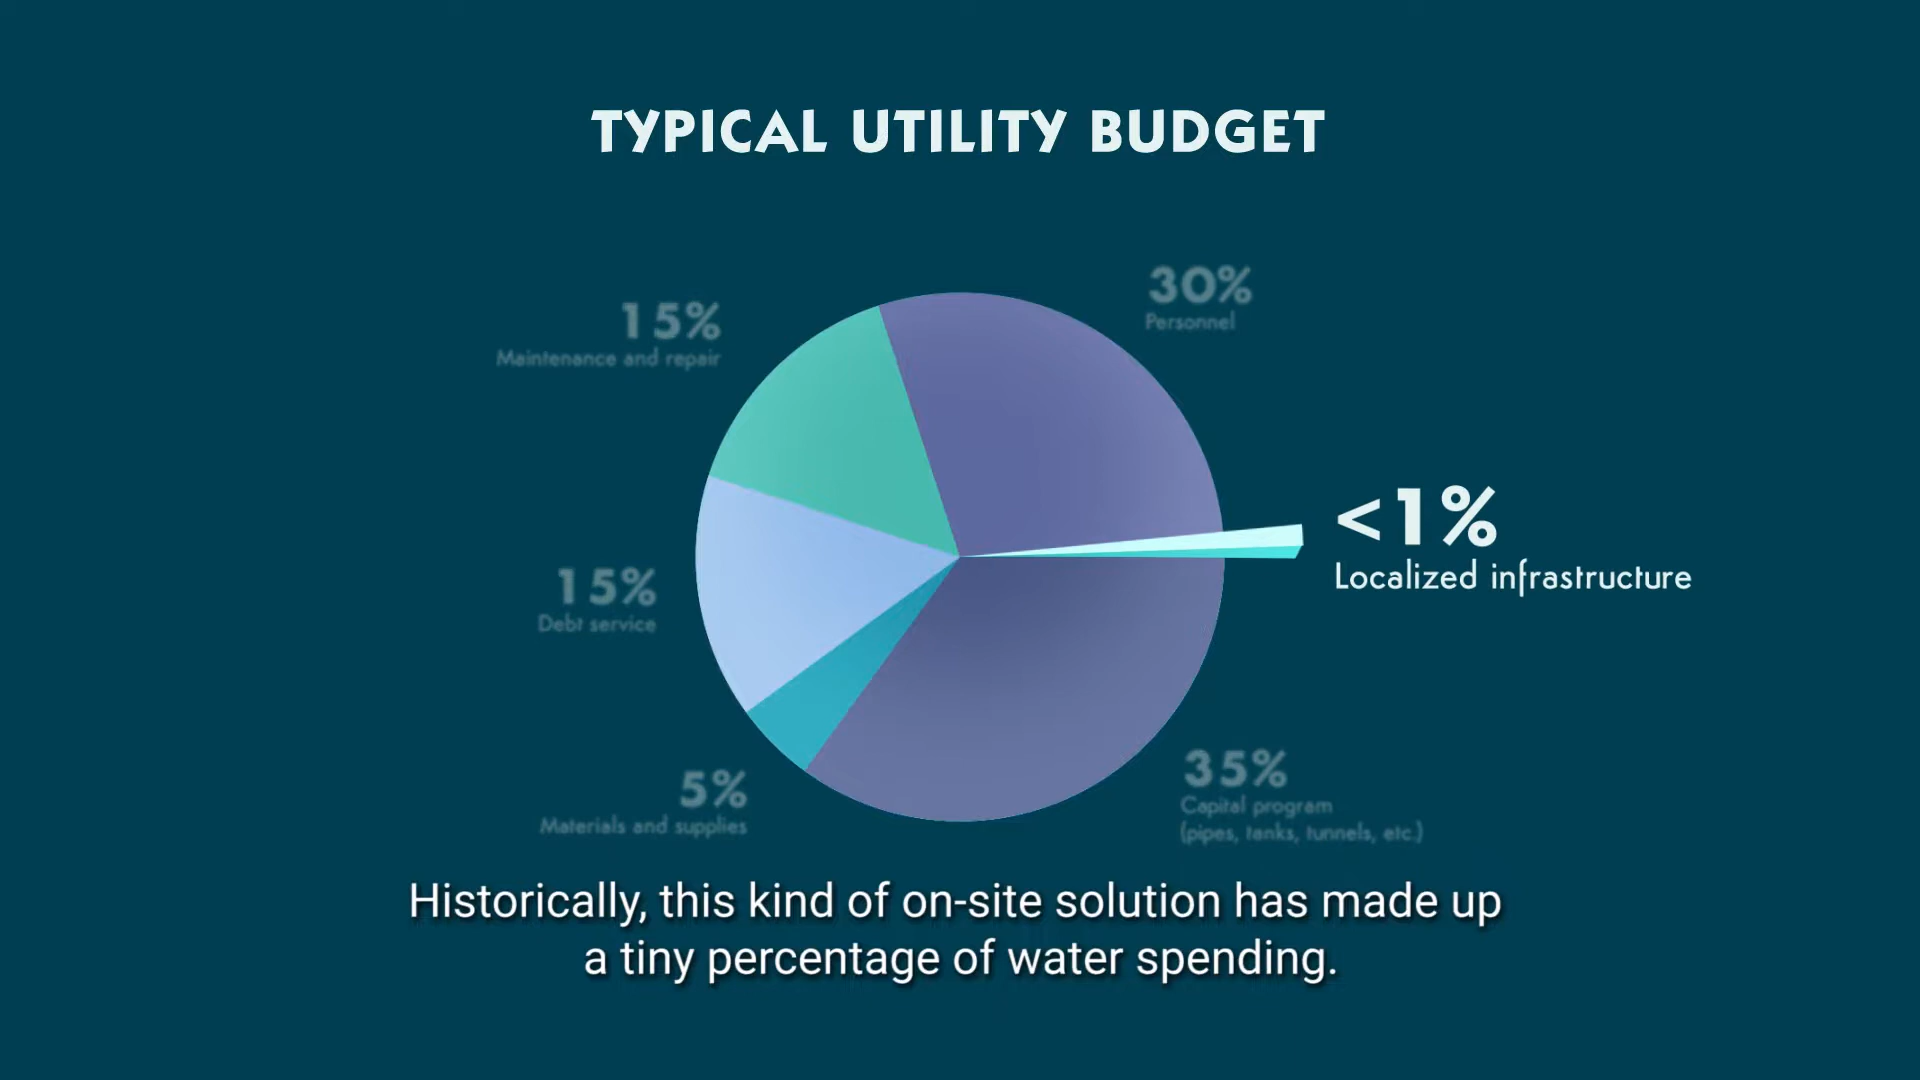 TYPICAL UTILITY BUDGET
30%
Personnel
15%
Maintenance and repair
<1%
Localized infrastructure
15%
Debt service
35%
Capital program
(pipes, tanks, tunnels, etc.)
5%
Materials and supplies
Historically, this kind of on-site solution has made up
a tiny percentage of water spending.